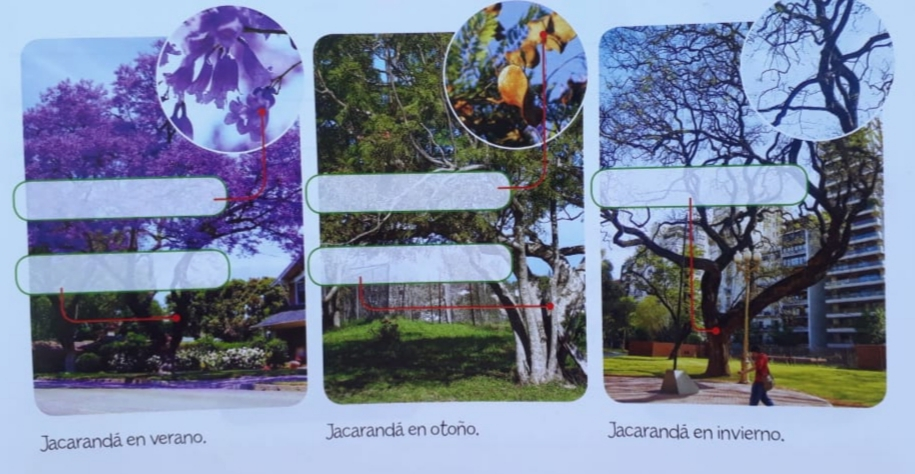 Jacarandá en verano.
Jacarandá en otoño.
Jacarandá en invierno.